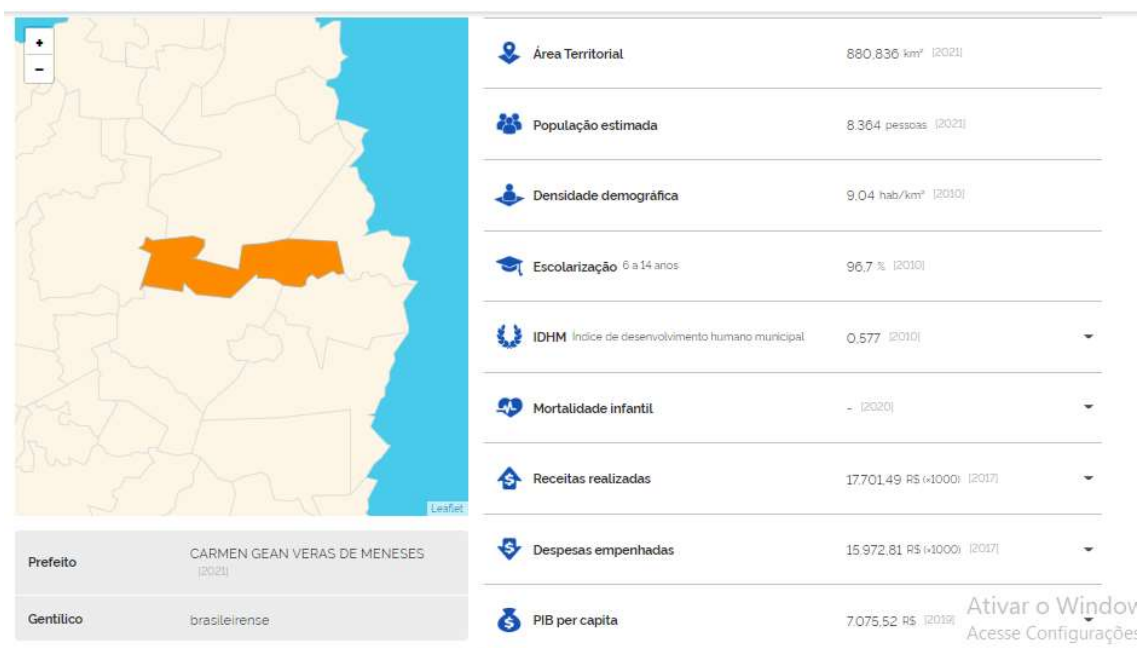 +
−
Leaflet
Prefeito CARMEN GEAN VERAS DE MENESES
[2021]
Gentílico brasileirense
Área Territorial 880,836 km² [2021]
População estimada 8.364 pessoas [2021]
Densidade demográfica 9,04 hab/km² [2010]
Escolarização 6 a 14 anos 96,7 % [2010]
IDHM Índice de desenvolvimento humano municipal 0,577 [2010]
Mortalidade infantil - [2020]
Receitas realizadas 17.701,49 R$ (×1000) [2017]
Despesas empenhadas 15.972,81 R$ (×1000) [2017]
PIB per capita 7.075,52 R$ [2019]
Ativar o Window
Acesse Configurações